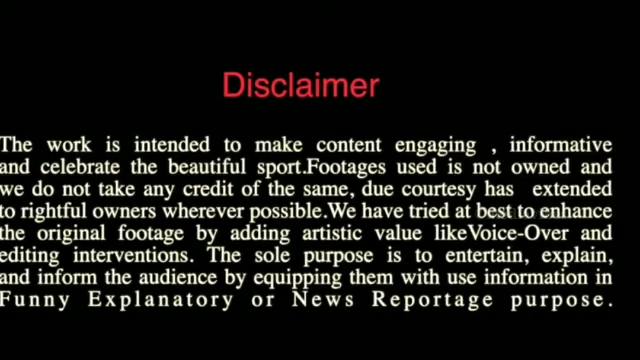 Disclaimer
The work is intended to make content engaging , informative
and celebrate the beautiful sport.Footages used is not owned and
we do not take any credit of the same, due courtesy has extended
to rightful owners wherever possible.We have tried at best to enhance
the original footage by adding artistic value likeVoice-Over and
editing interventions. The sole purpose is to entertain, explain,
and inform the audience by equipping them with use information in
Funny Explanatory or News Reportage purpose.